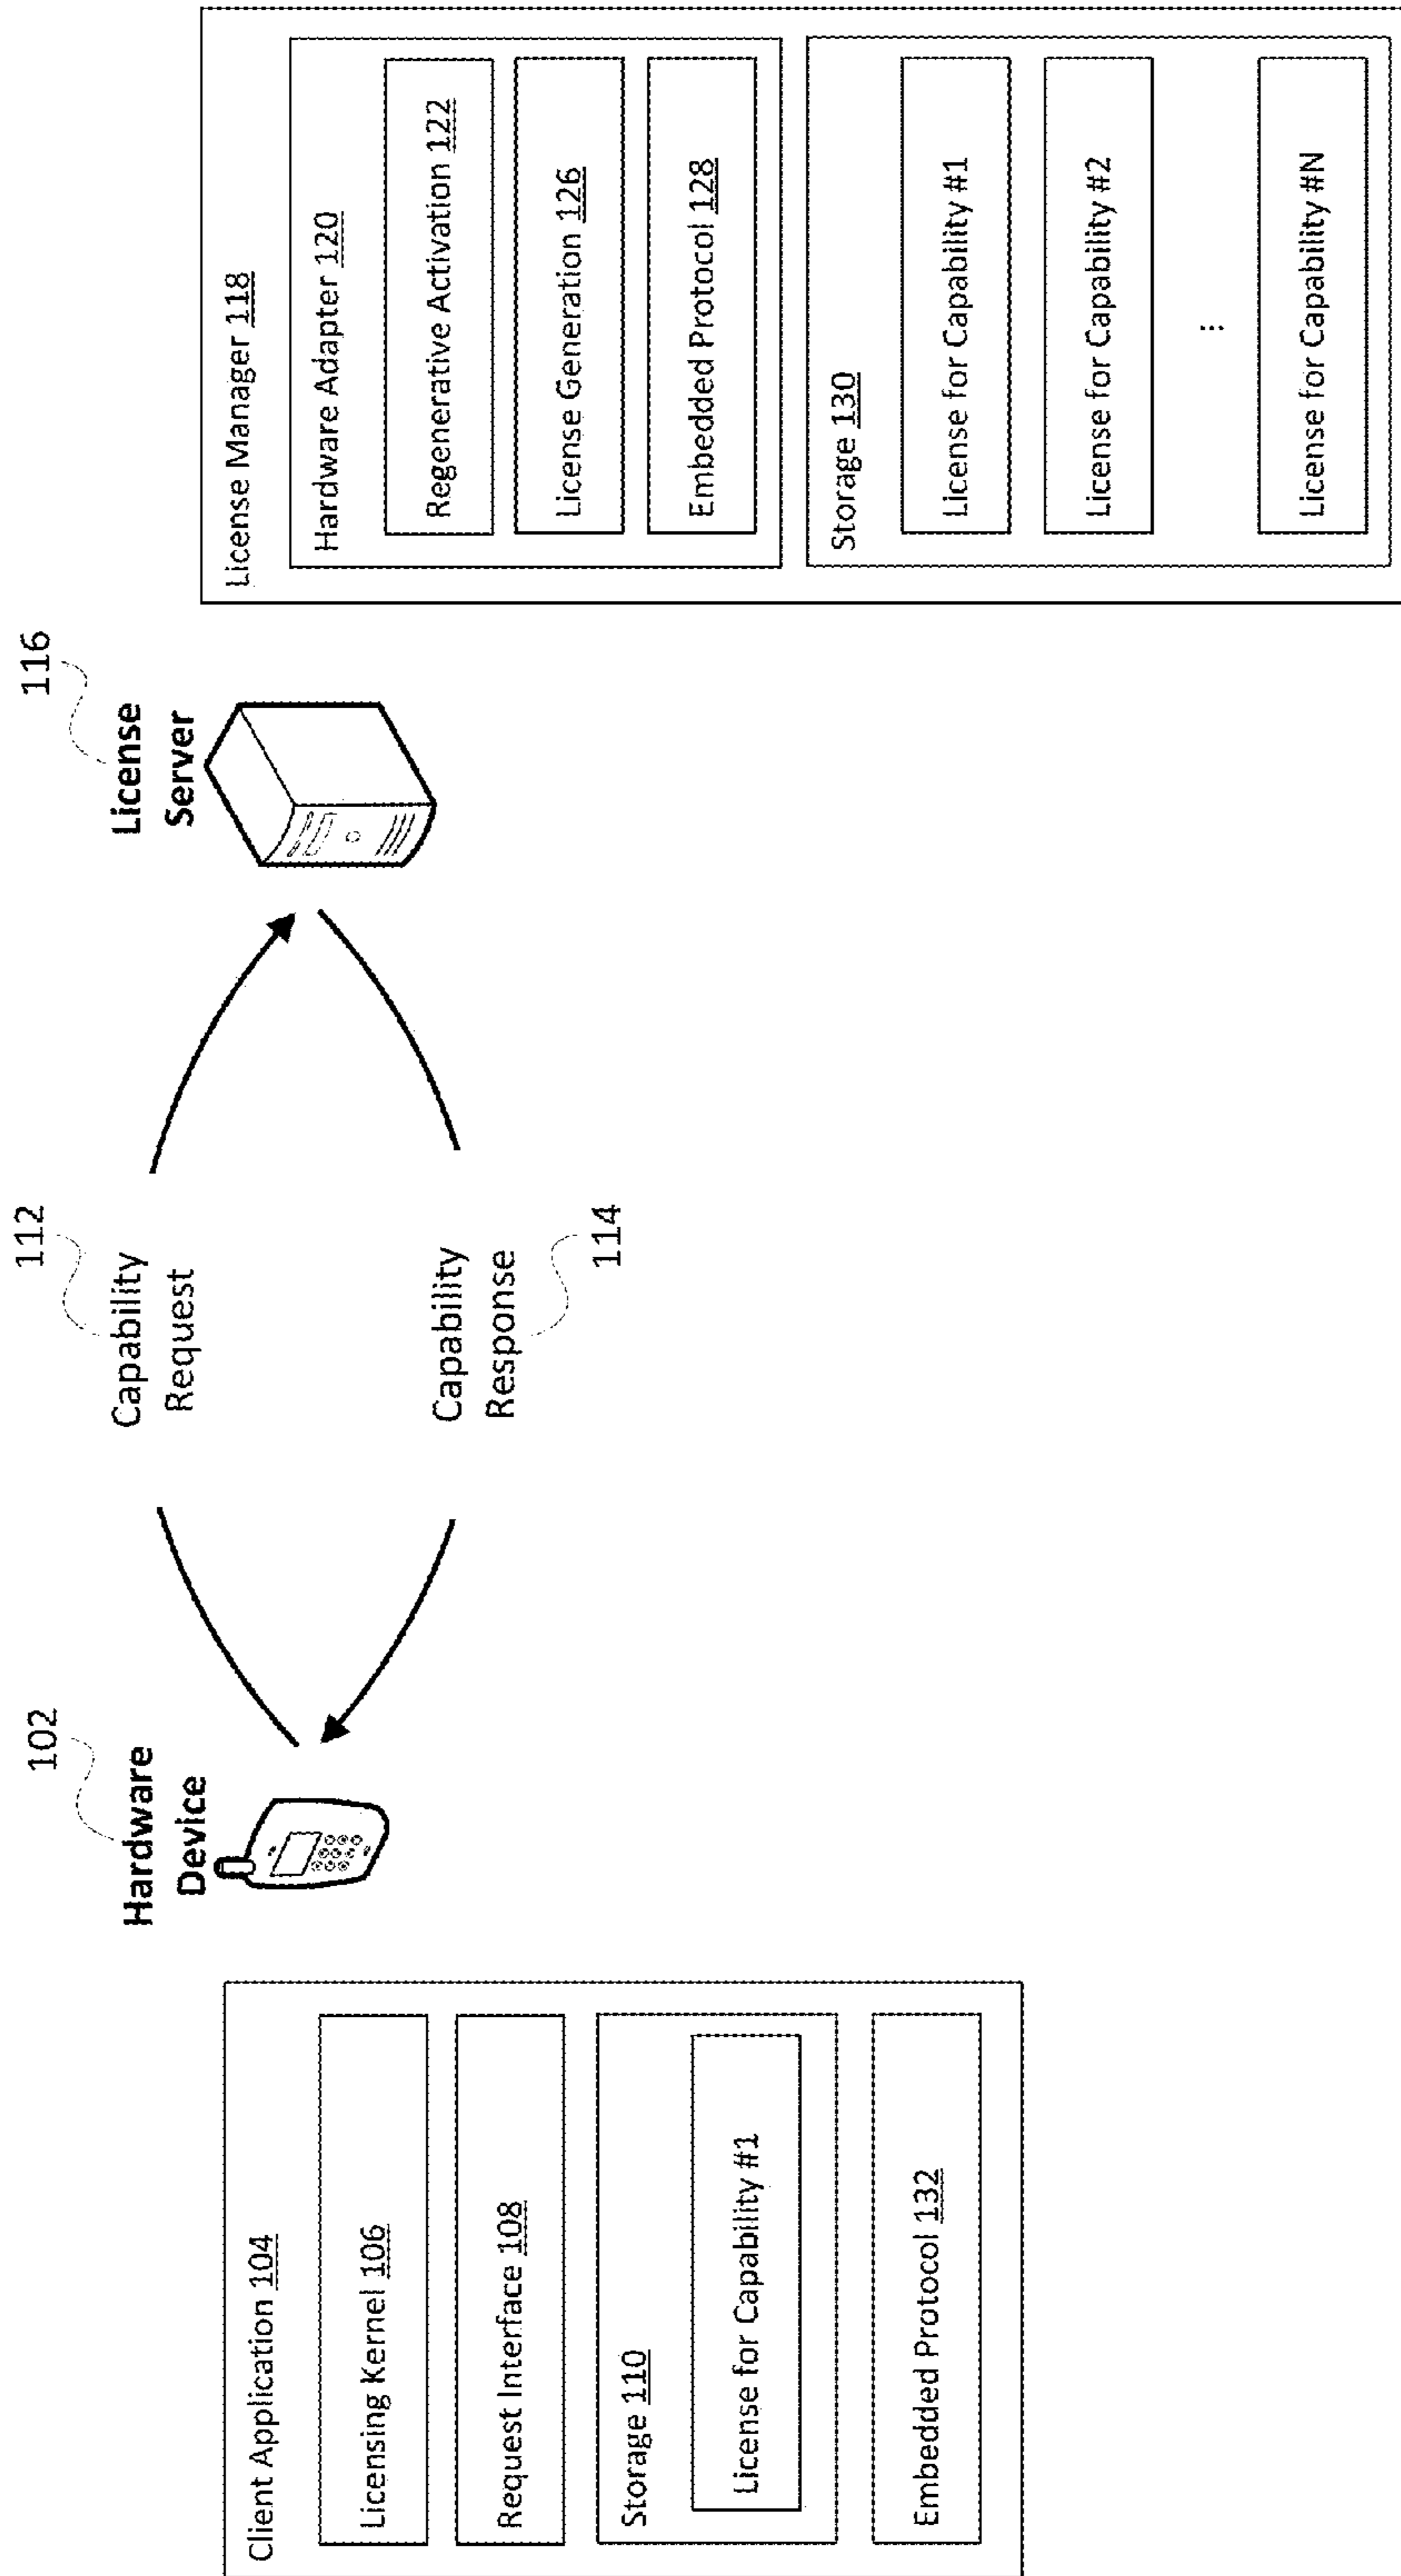 102
Hardware
Device
112
Capability
Request
Capability
Response
114
116
License
Server
Client Application 104
Licensing Kernel 106
Request Interface 108
Storage 110
License for Capability #1
Embedded Protocol 132
License Manager 118
Hardware Adapter 120
Regenerative Activation 122
License Generation 126
Embedded Protocol 128
Storage 130
License for Capability #1
License for Capability #2
...
License for Capability #N